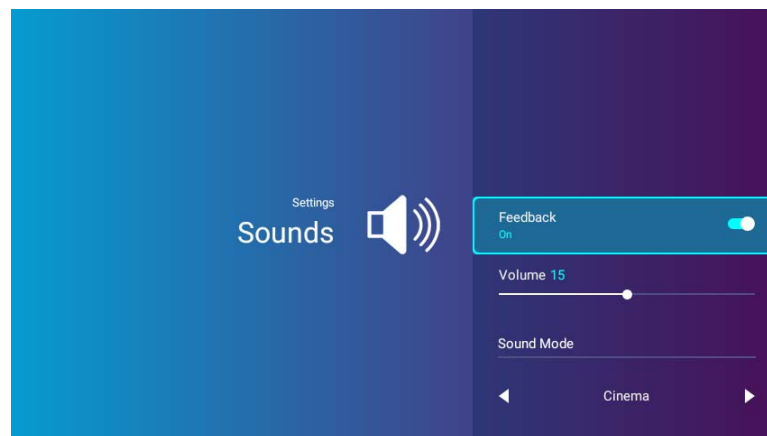 Settings
Sounds
Feedback
On
Volume 15
Sound Mode
Cinema